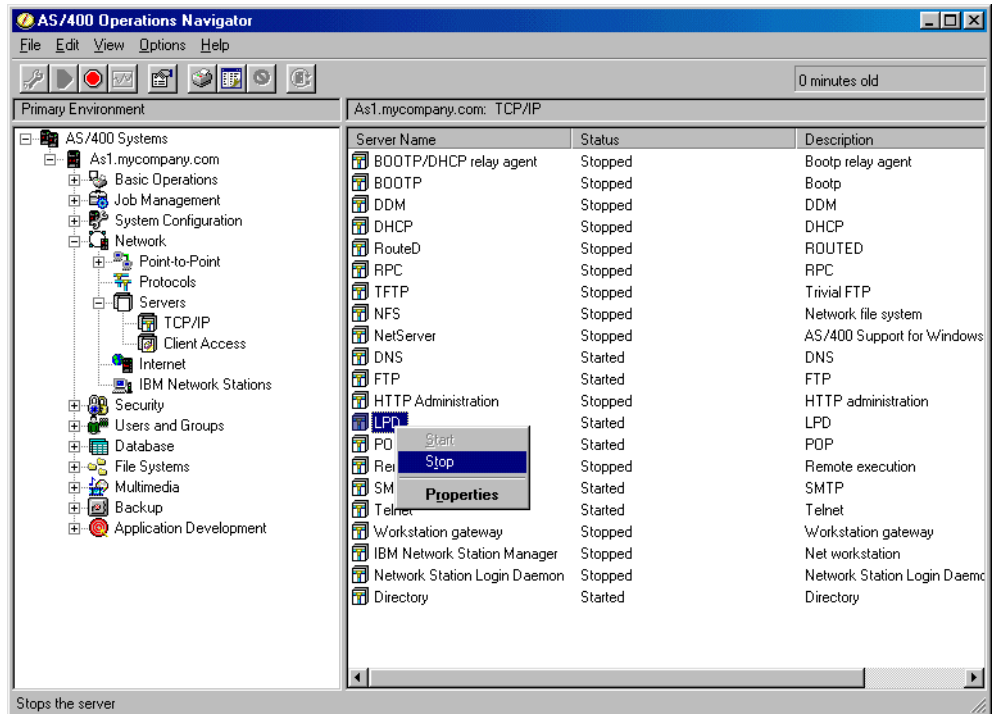 AS/400 Operations Navigator
File Edit View Options Help
0 minutes old
Primary Environment
As1.mycompany.com: TCP/IP
AS/400 Systems
As1.mycompany.com
Basic Operations
Job Management
System Configuration
Network
Point-to-Point
Protocols
Servers
TCP/IP
Client Access
Internet
IBM Network Stations
Security
Users and Groups
Database
File Systems
Multimedia
Backup
Application Development
Server Name Status Description
BOOTP/DHCP relay agent Stopped Bootp relay agent
BOOTP Stopped Bootp
DDM Stopped DDM
DHCP Stopped DHCP
RouteD Stopped ROUTED
RPC Stopped RPC
TFTP Stopped Trivial FTP
NFS Stopped Network file system
NetServer Stopped AS/400 Support for Windows
DNS Started DNS
FTP Started FTP
HTTP Administration Stopped HTTP administration
LPD Started LPD
PO Started POP
Re Stopped Remote execution
SM Started SMTP
Telnet Started Telnet
Workstation gateway Stopped Workstation gateway
IBM Network Station Manager Stopped Net workstation
Network Station Login Daemon Stopped Network Station Login Daemo
Directory Started Directory
Start
Stop
Properties
Stops the server